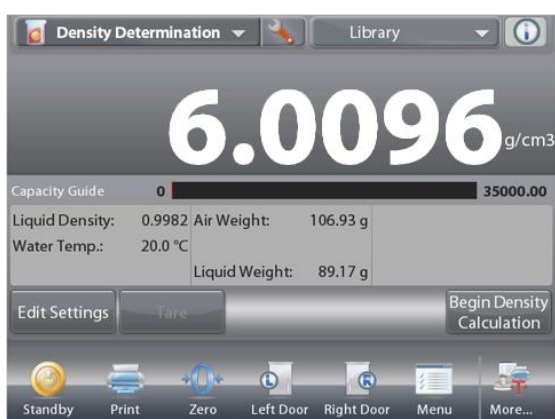 Density Determination Library
6.0096 g/cm3
Capacity Guide 0 35000.00
Liquid Density: 0.9982 Air Weight: 106.93 g
Water Temp.: 20.0 °C
Liquid Weight: 89.17 g
Edit Settings Tare Begin Density
Calculation
L R
Standby Print Zero Left Door Right Door Menu More...